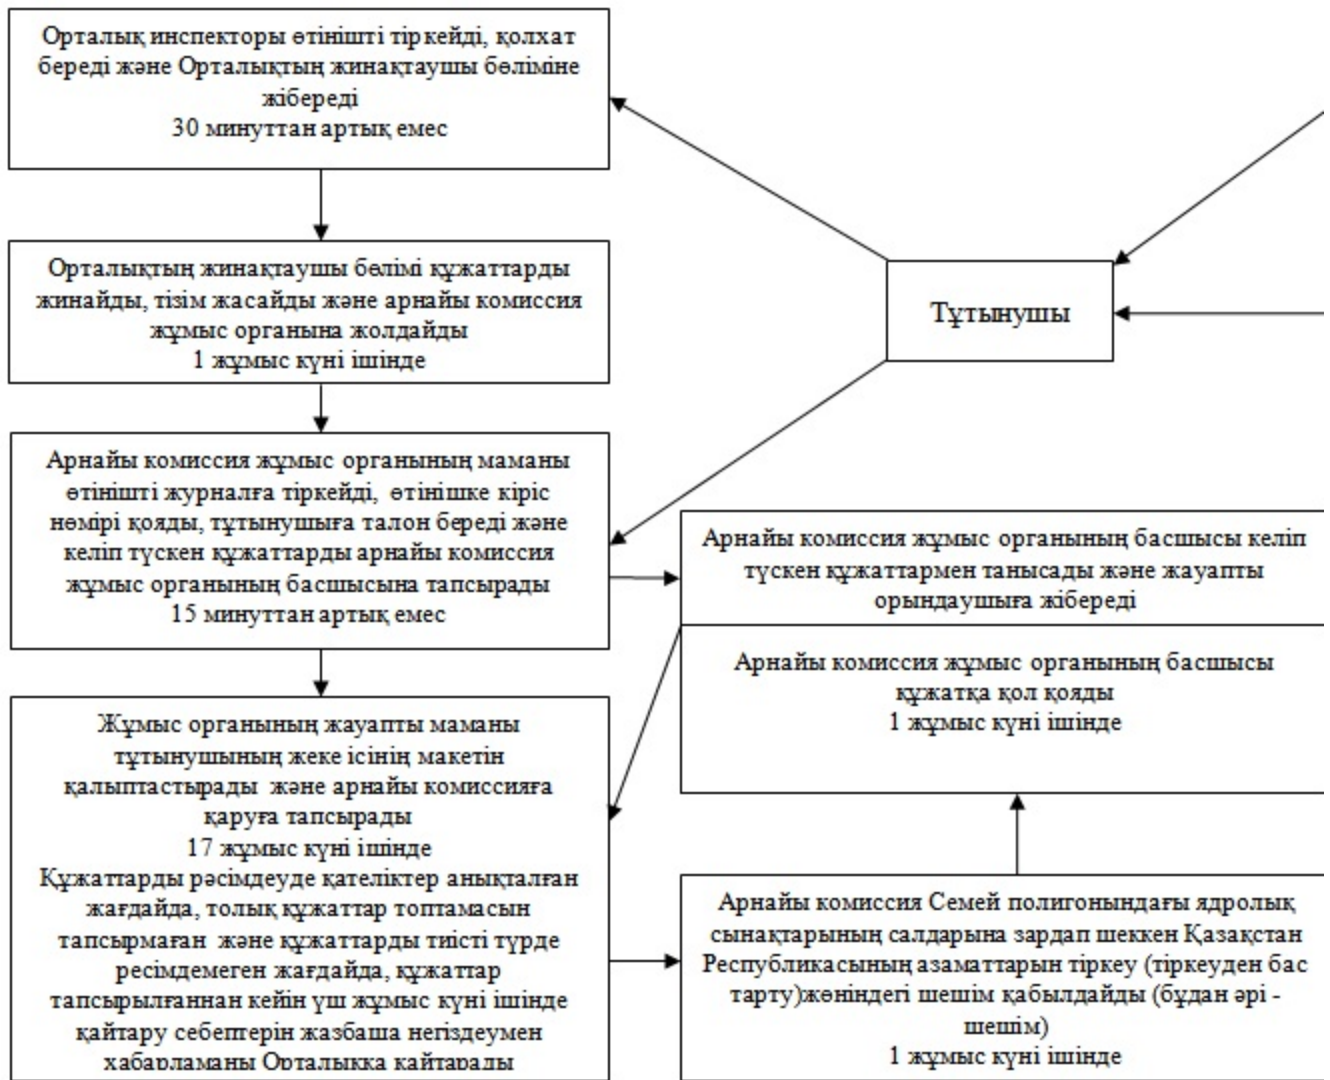 Орталық инспекторы өтінішті тіркейді, қолхат
береді және Орталықтың жинақтаушы бөліміне
жібереді
30 минуттан артық емес
Орталықтың жинақтаушы бөлімі құжаттарды
жинайды, тізім жасайды және арнайы комиссия
жұмыс органына жолдайды
1 жұмыс күні ішінде
Тұтынушы
Арнайы комиссия жұмыс органының маманы
өтінішті журналға тіркейді, өтінішке кіріс
нөмірі қояды, тұтынушыға талон береді және
келіп түскен құжаттарды арнайы комиссия
жұмыс органының басшысына тапсырады
15 минуттан артық емес
Арнайы комиссия жұмыс органының басшысы келіп
түскен құжаттармен танысады және жауапты
орындаушыға жібереді
Арнайы комиссия жұмыс органының басшысы
құжатқа қол қояды
1 жұмыс күні ішінде
Жұмыс органының жауапты маманы
тұтынушының жеке ісінің макетін
қалыптастырады және арнайы комиссияға
қаруға тапсырады
17 жұмыс күні ішінде
Құжаттарды рәсімдеуде қателіктер анықталған
жағдайда, толық құжаттар топтамасын
тапсырмаған және құжаттарды тиісті түрде
ресімдемеген жағдайда, құжаттар
тапсырылғаннан кейін үш жұмыс күні ішінде
қайтару себептерін жазбаша негіздеумен
хабарламаны Орталыққа қайтарады
Арнайы комиссия Семей полигонындағы ядролық
сынақтарының салдарына зардап шеккен Қазақстан
Республикасының азаматтарын тіркеу (тіркеуден бас
тарту)жөніндегі шешім қабылдайды (бұдан әрі -
шешім)
1 жұмыс күні ішінде